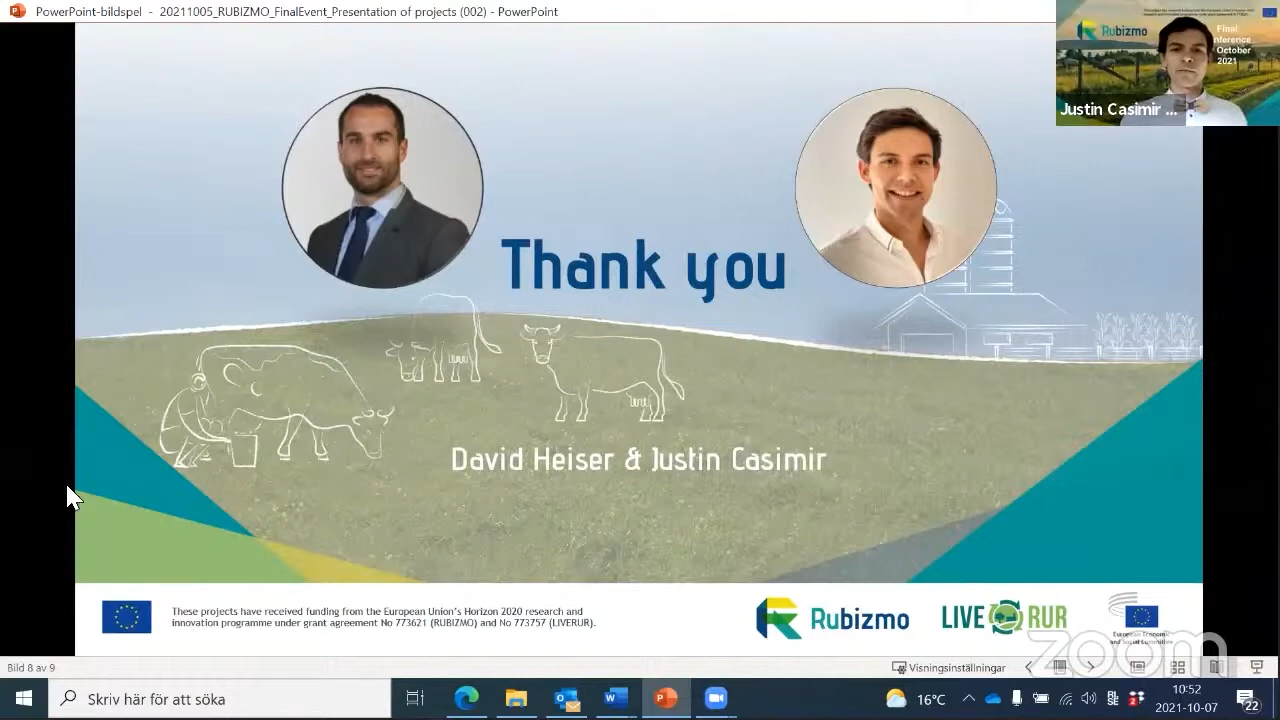 PowerPoint-bildspel - 20211005_RUBIZMO_FinalEvent_Presentation of projects (002) - PowerPoint
Rubizmo
Final
nference
October
2021
Justin Casimir ...
Thank you
David Heiser & Justin Casimir
These projects have received funding from the European Union's Horizon 2020 research and
innovation programme under grant agreement No 773621 (RUBIZMO) and No 773757 (LIVERUR).
Rubizmo
LIVE RUR
European Economic
and Social Committee
zoom
Bild 8 av 9
Visningsinställningar
Skriv här för att söka
16°C
10:52
2021-10-07
22